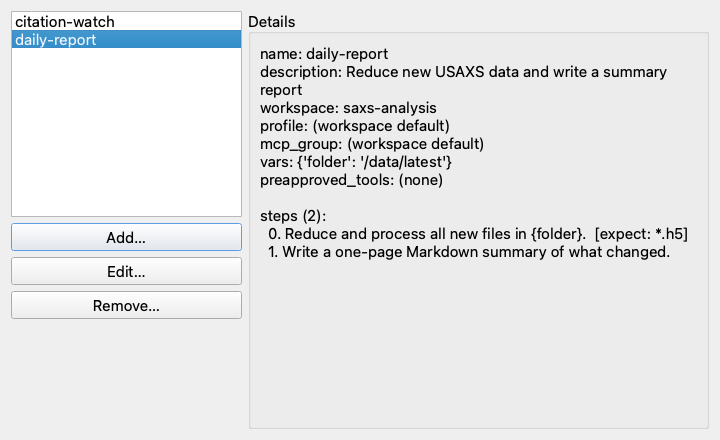 citation-watch
daily-report
Add...
Edit...
Remove...
Details
name: daily-report
description: Reduce new USAXS data and write a summary
report
workspace: saxs-analysis
profile: (workspace default)
mcp_group: (workspace default)
vars: {'folder': '/data/latest'}
preapproved_tools: (none)
steps (2):
0. Reduce and process all new files in {folder}.  [expect: *.h5]
1. Write a one-page Markdown summary of what changed.